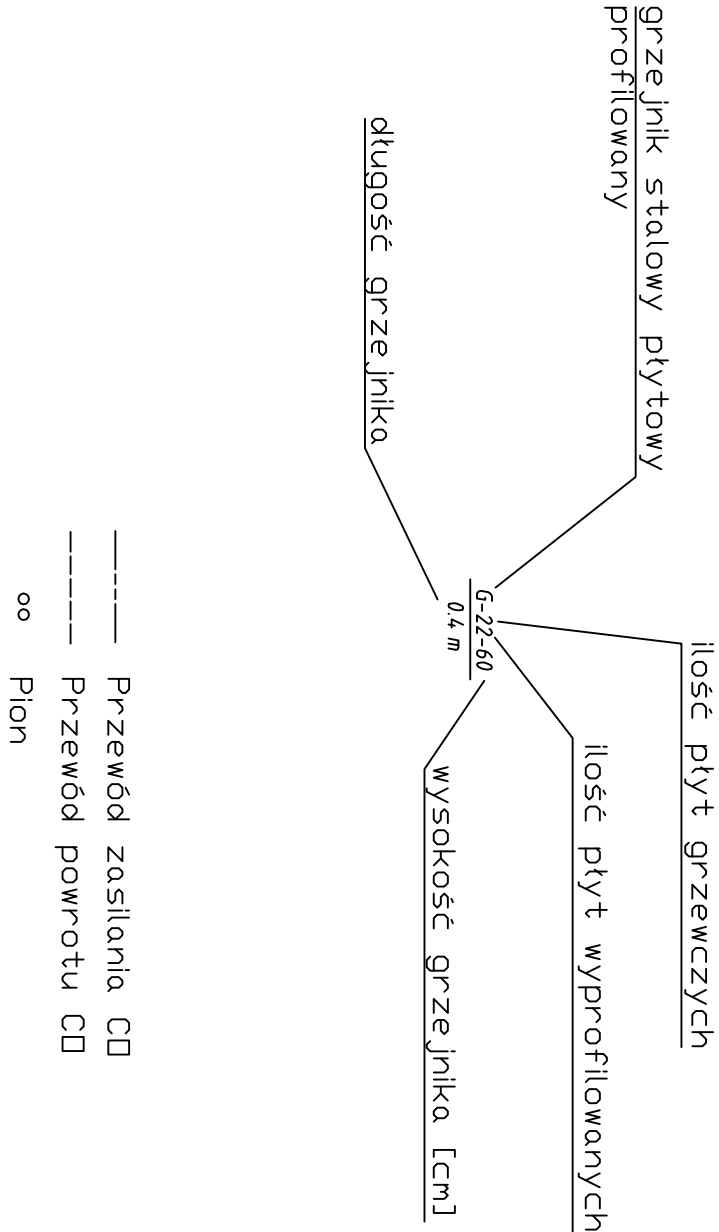 grzejnik stalowy płytowy
profilowany
ilość płyt grzewczych
ilość płyt wyprofilowanych
G-22-60
0.4 m
wysokość grzejnika [cm]
długość grzejnika
Przewód zasilania CO
Przewód powrotu CO
Pion